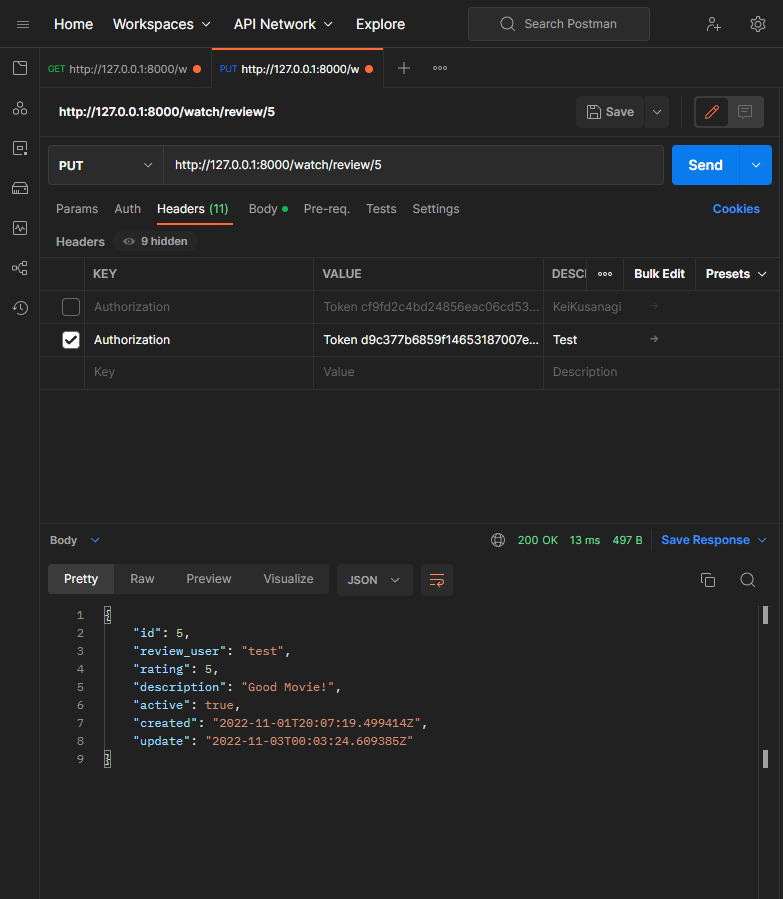 Home Workspaces API Network Explore Search Postman
GET http://127.0.0.1:8000/w PUT http://127.0.0.1:8000/w
http://127.0.0.1:8000/watch/review/5 Save
PUT http://127.0.0.1:8000/watch/review/5 Send
Params Auth Headers (11) Body Pre-req. Tests Settings Cookies
Headers 9 hidden
KEY VALUE DESC Bulk Edit Presets
Authorization Token cf9fd2c4bd24856eac06cd53... KeiKusanagi
Authorization Token d9c377b6859f14653187007e... Test
Key Value Description
Body 200 OK 13 ms 497 B Save Response
Pretty Raw Preview Visualize JSON
1 {
2 "id": 5,
3 "review_user": "test",
4 "rating": 5,
5 "description": "Good Movie!",
6 "active": true,
7 "created": "2022-11-01T20:07:19.499414Z",
8 "update": "2022-11-03T00:03:24.609385Z"
9 }